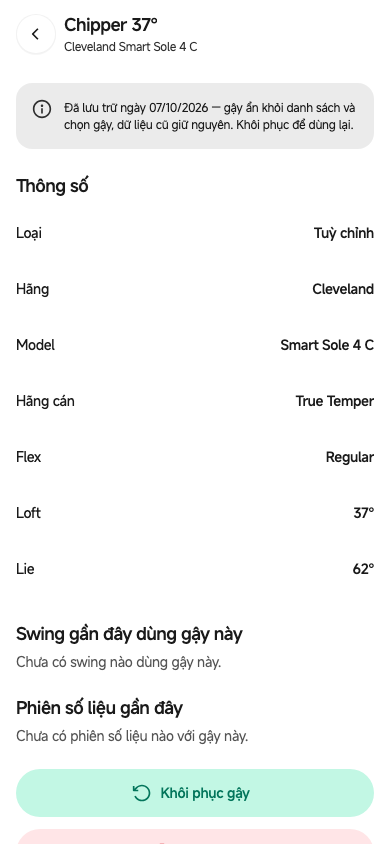 Chipper 37°
Cleveland Smart Sole 4 C
Đã lưu trữ ngày 07/10/2026 — gậy ẩn khỏi danh sách và
chọn gậy, dữ liệu cũ giữ nguyên. Khôi phục để dùng lại.
Thông số
Loại
Tuỳ chỉnh
Hãng
Cleveland
Model
Smart Sole 4 C
Hãng cán
True Temper
Flex
Regular
Loft
37°
Lie
62°
Swing gần đây dùng gậy này
Chưa có swing nào dùng gậy này.
Phiên số liệu gần đây
Chưa có phiên số liệu nào với gậy này.
Khôi phục gậy